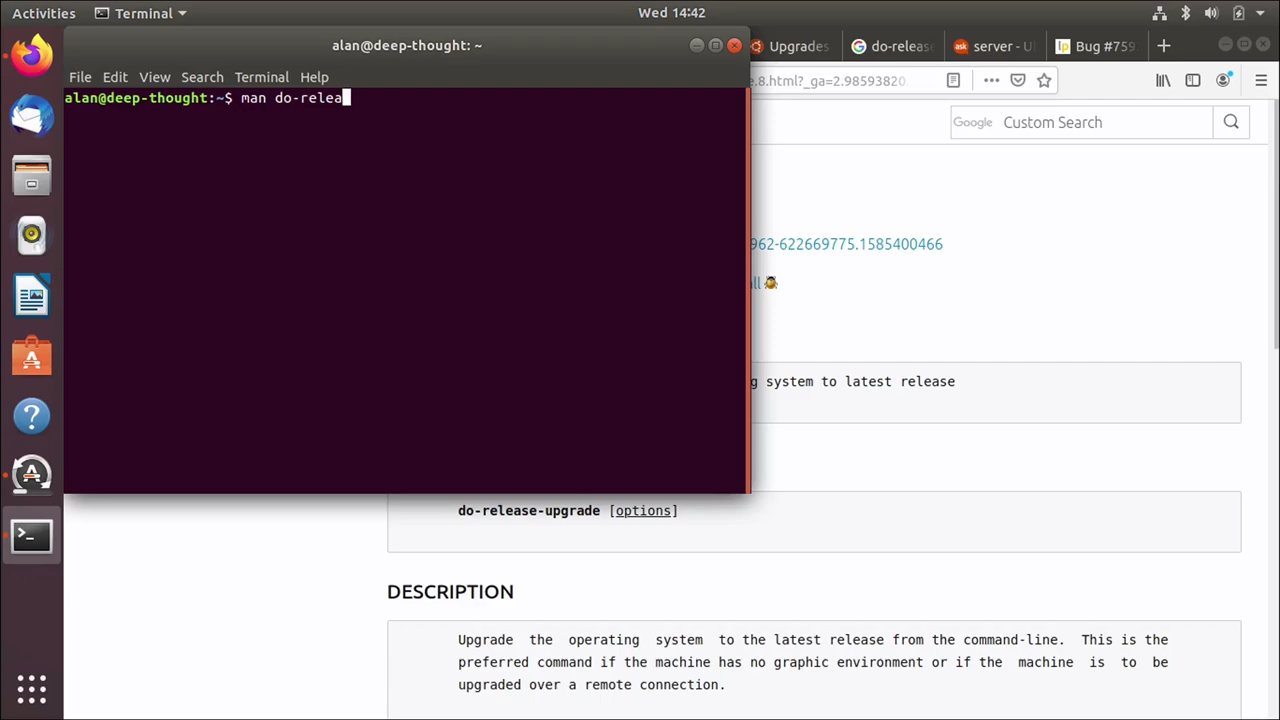 Activities Terminal Wed 14:42
alan@deep-thought: ~
Upgrades do-releas server - U Bug #759
File Edit View Search Terminal Help
e.8.html?_ga=2.98593820.
alan@deep-thought:~$ man do-relea
Google Custom Search
962-622669775.1585400466
ll
g system to latest release
do-release-upgrade [options]
DESCRIPTION
Upgrade the operating system to the latest release from the command-line. This is the
preferred command if the machine has no graphic environment or if the machine is to be
upgraded over a remote connection.